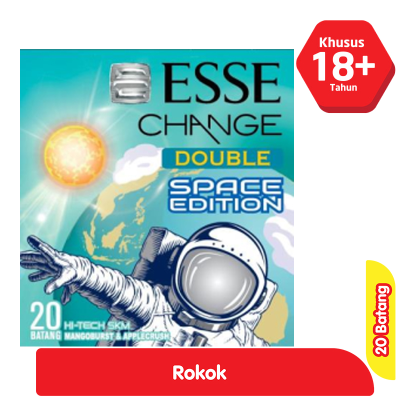 Khusus
18+
Tahun
ESSE
CHANGE
DOUBLE
SPACE
EDITION
20
BATANG
HI-TECH SKM
MANGOBURST & APPLECRUSH
20 Batang
Rokok